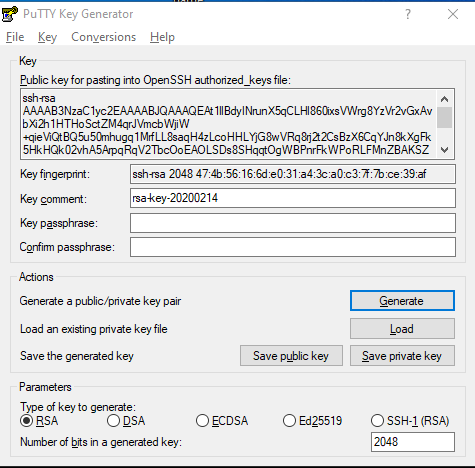 PuTTY Key Generator
File Key Conversions Help
Key
Public key for pasting into OpenSSH authorized_keys file:
ssh-rsa
+qieViQtBQ5u50mhugq1MrfLL8saqH4zLcoHHLYjG8wVRq8rj2t2CsBzX6CqYJn8kXgFk
5HkHQk02vhA5ArpqRqV2TbcOoEAOLSDs8SHqqtOgWBPnrFkWPoRLFMnZBAKSZ
Key fingerprint: ssh-rsa 2048 47:4b:56:16:6d:e0:31:a4:3c:a0:c3:7f:7b:ce:39:af
Key comment: rsa-key-20200214
Key passphrase:
Confirm passphrase:
Actions
Generate a public/private key pair Generate
Load an existing private key file Load
Save the generated key Save public key Save private key
Parameters
Type of key to generate:
RSA DSA ECDSA Ed25519 SSH-1 (RSA)
Number of bits in a generated key: 2048